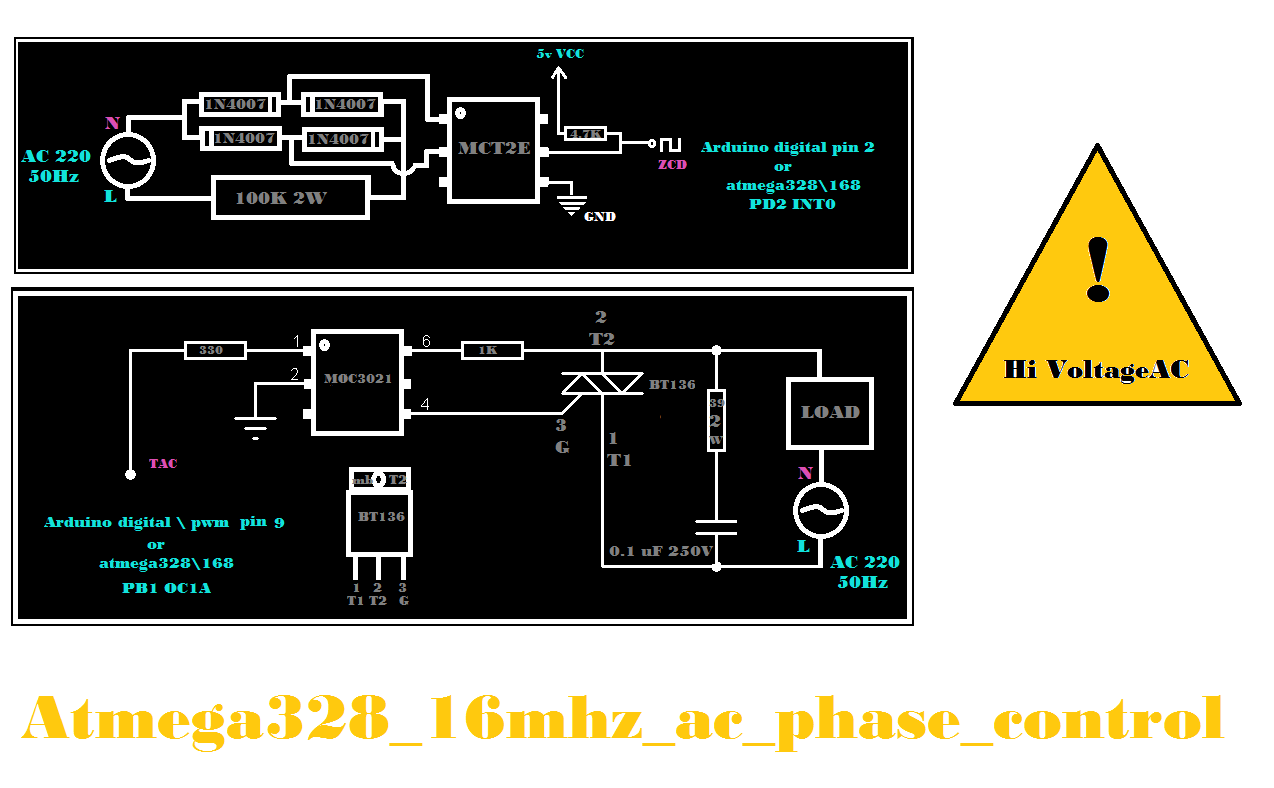 5v VCC
1N4007
1N4007
1N4007
1N4007
4.7K
N
AC 220
50Hz
L
100K 2W
MCT2E
ZCD
GND
Arduino digital pin 2
or
atmega328\168
PD2 INT0
330
1
2
MOC3021
6
4
1K
2
T2
BT136
3
G
1
T1
39
2
W
LOAD
N
L
AC 220
50Hz
0.1 uF 250V
TAC
Arduino digital \ pwm pin 9
or
atmega328\168
PB1 OC1A
T2
BT136
1 2 3
T1 T2 G
!
Hi VoltageAC
Atmega328_16mhz_ac_phase_control